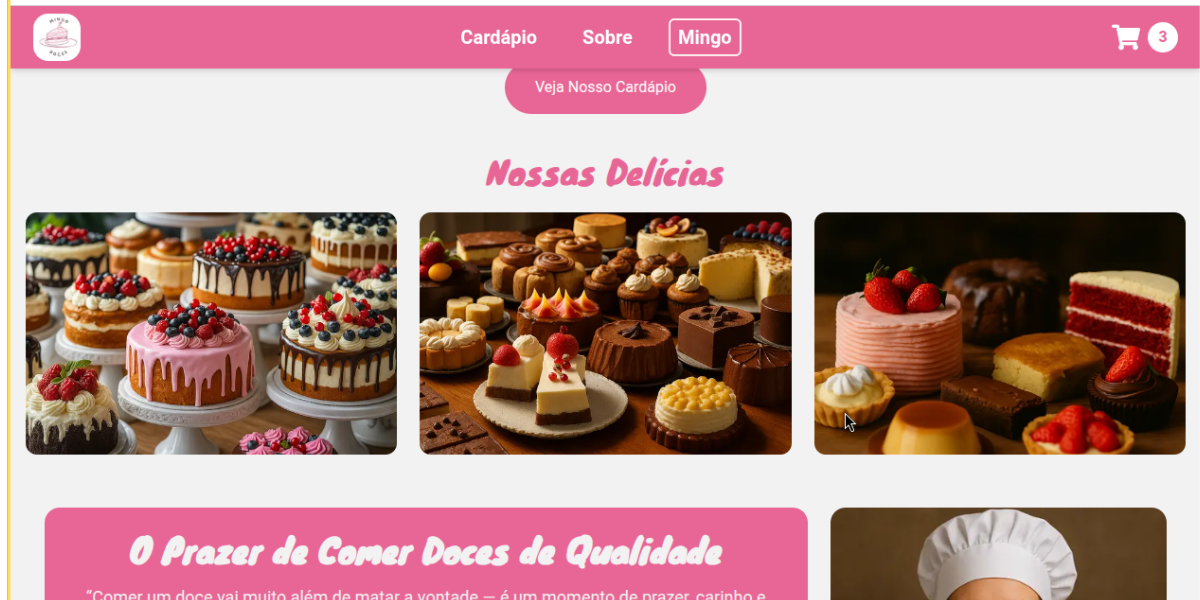 MINGO
DOCES
Cardápio
Sobre
Mingo
3
Veja Nosso Cardápio
Nossas Delícias
O Prazer de Comer Doces de Qualidade
“Comer um doce vai muito além de matar a vontade — é um momento de prazer, carinho e